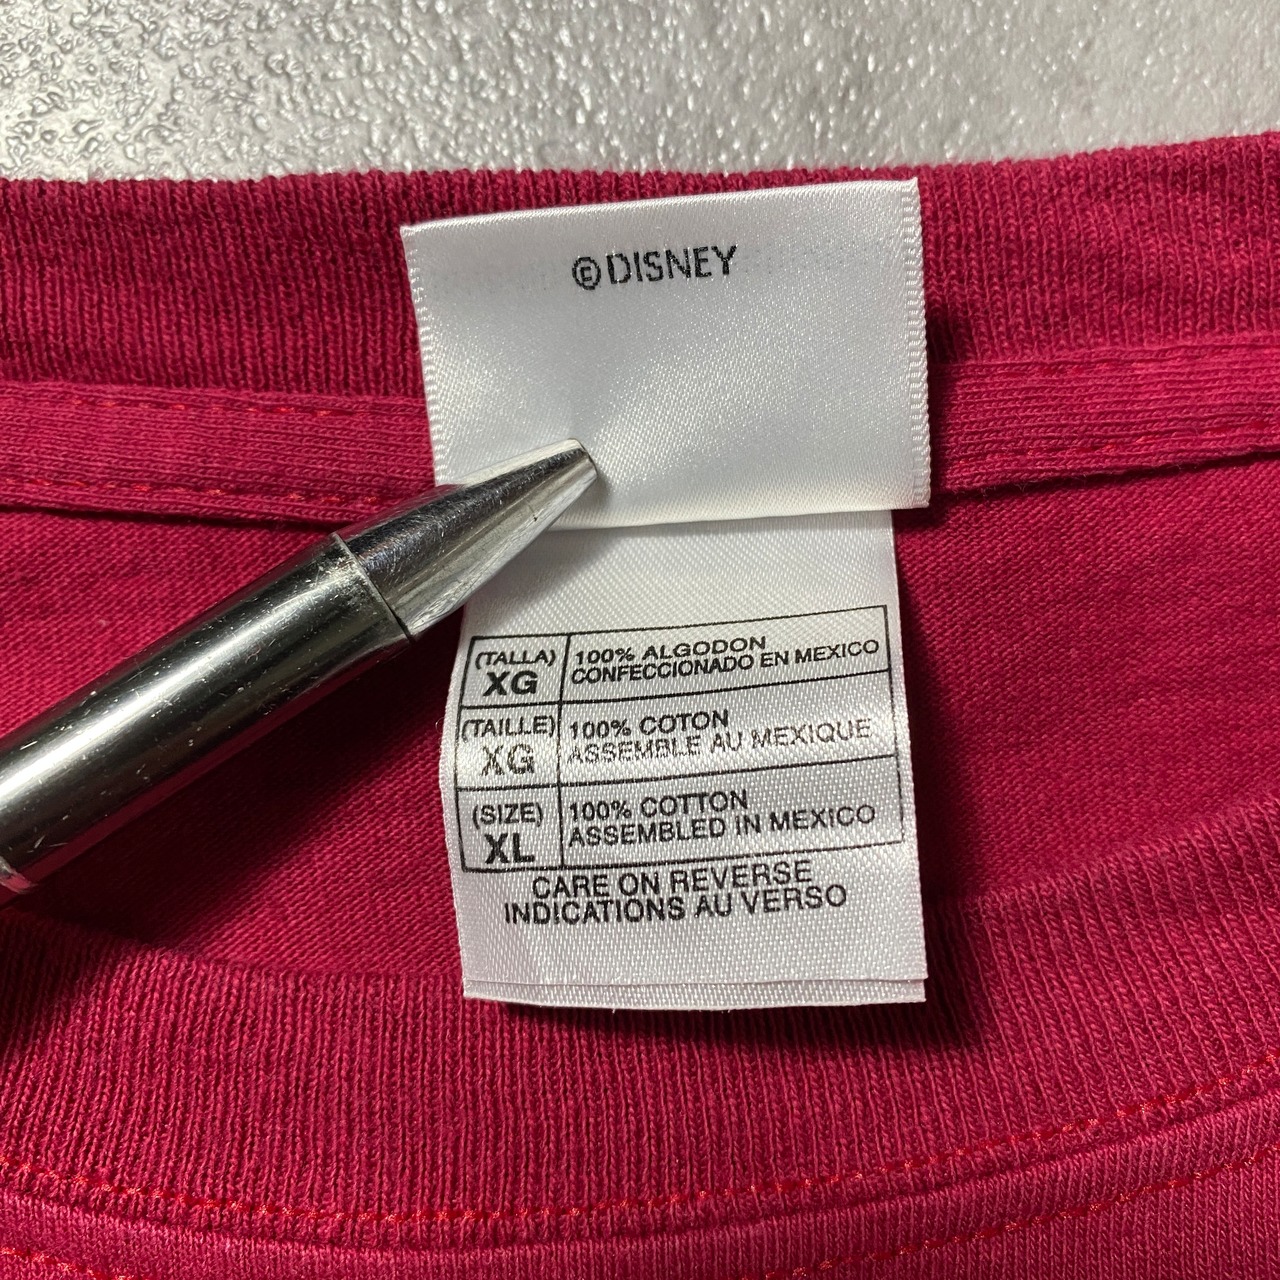 ©DISNEY
(TALLA)
XG
100% ALGODON
CONFECCIONADO EN MEXICO
(TAILLE)
XG
100% COTON
ASSEMBLE AU MEXIQUE
(SIZE)
XL
100% COTTON
ASSEMBLED IN MEXICO
CARE ON REVERSE
INDICATIONS AU VERSO